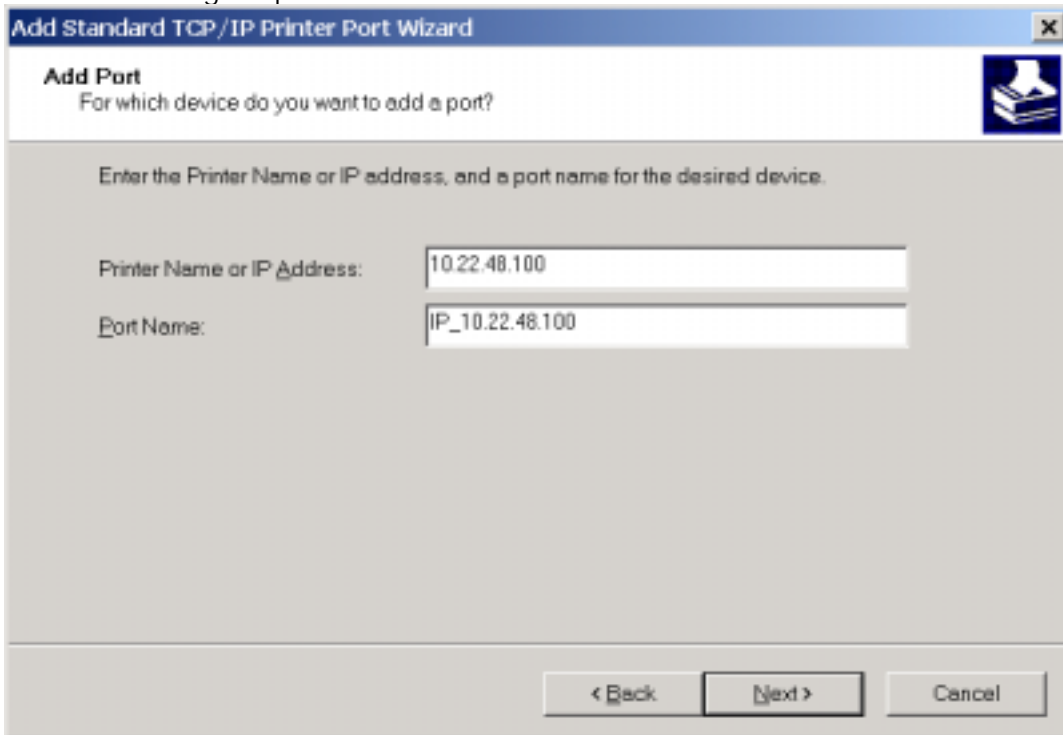 Add Standard TCP/IP Printer Port Wizard
Add Port
For which device do you want to add a port?
Enter the Printer Name or IP address, and a port name for the desired device.
Printer Name or IP Address: 10.22.48.100
Port Name: IP_10.22.48.100
< Back Next > Cancel